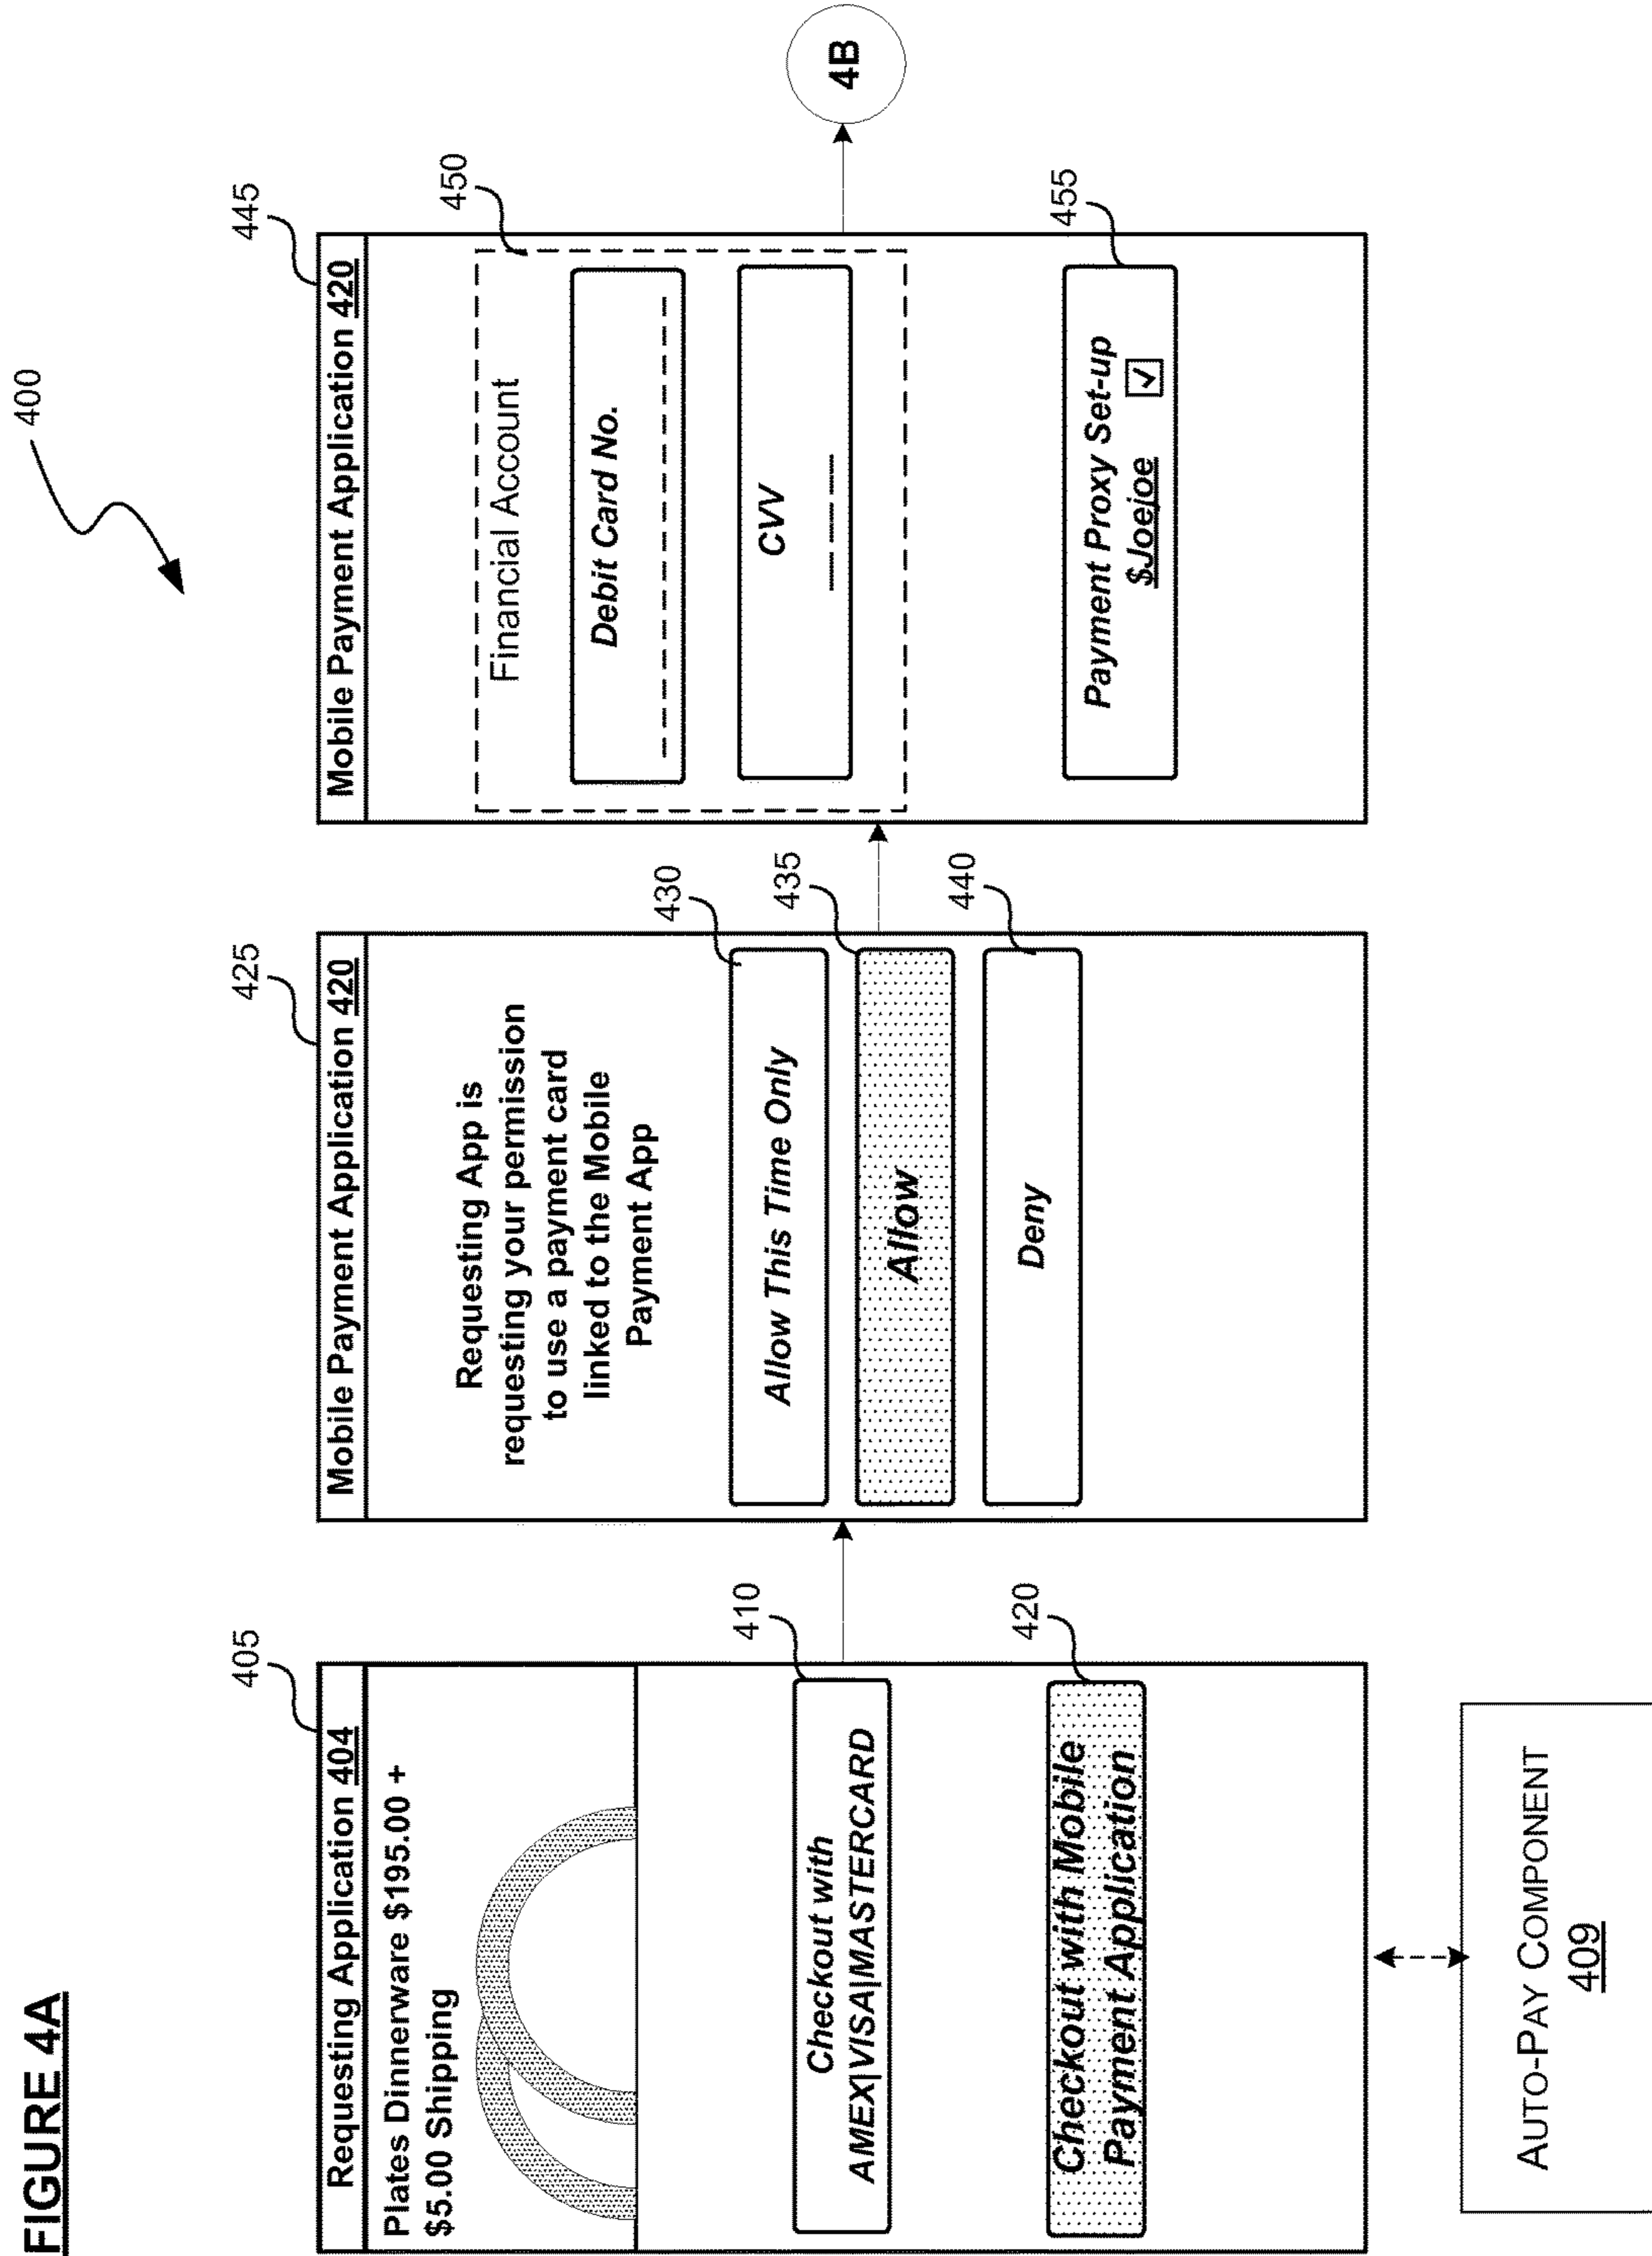 FIGURE 4A
400
405
Requesting Application 404
Plates Dinnerware $195.00 +
$5.00 Shipping
410
Checkout with
AMEX|VISA|MASTERCARD
420
Checkout with Mobile
Payment Application
AUTO-PAY COMPONENT
409
425
Mobile Payment Application 420
Requesting App is
requesting your permission
to use a payment card
linked to the Mobile
Payment App
430
Allow This Time Only
435
Allow
440
Deny
445
Mobile Payment Application 420
450
Financial Account
Debit Card No.
CVV
455
Payment Proxy Set-up
$Joejoe
4B